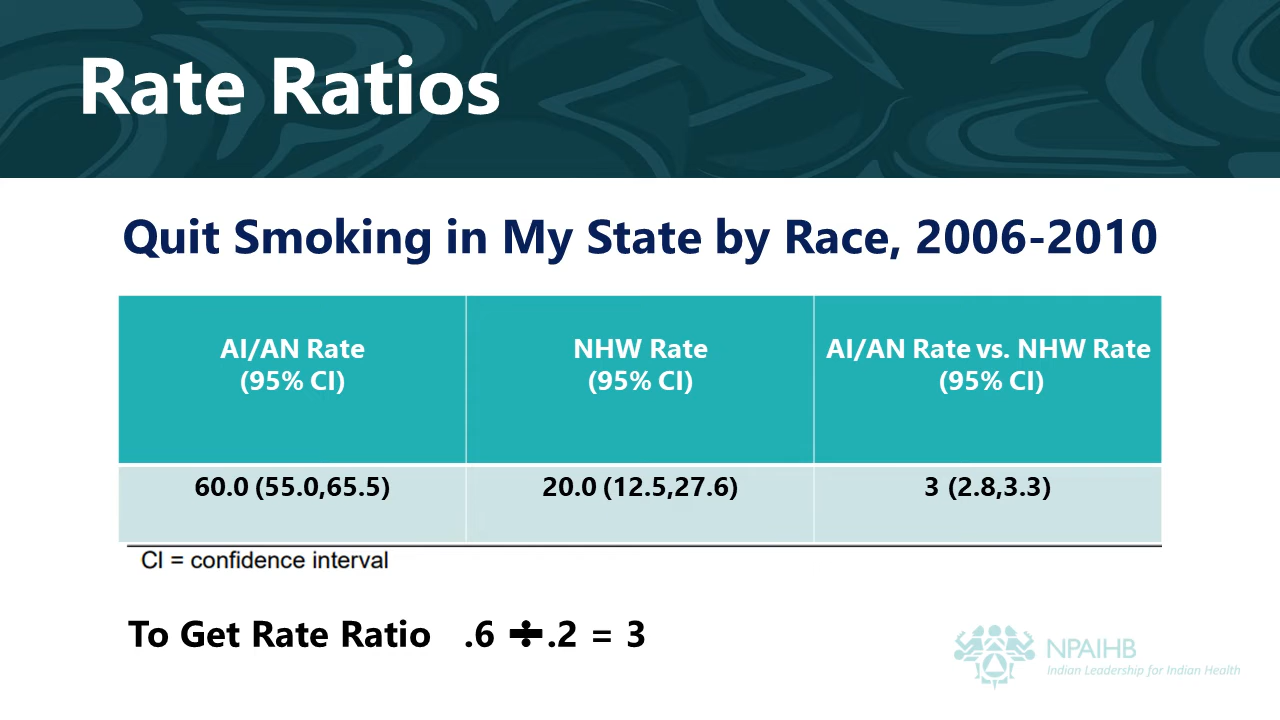 Rate Ratios
Quit Smoking in My State by Race, 2006-2010
AI/AN Rate
(95% CI)
NHW Rate
(95% CI)
AI/AN Rate vs. NHW Rate
(95% CI)
60.0 (55.0,65.5)
20.0 (12.5,27.6)
3 (2.8,3.3)
CI = confidence interval
To Get Rate Ratio .6 ➗.2 = 3
NPAIHB
Indian Leadership for Indian Health